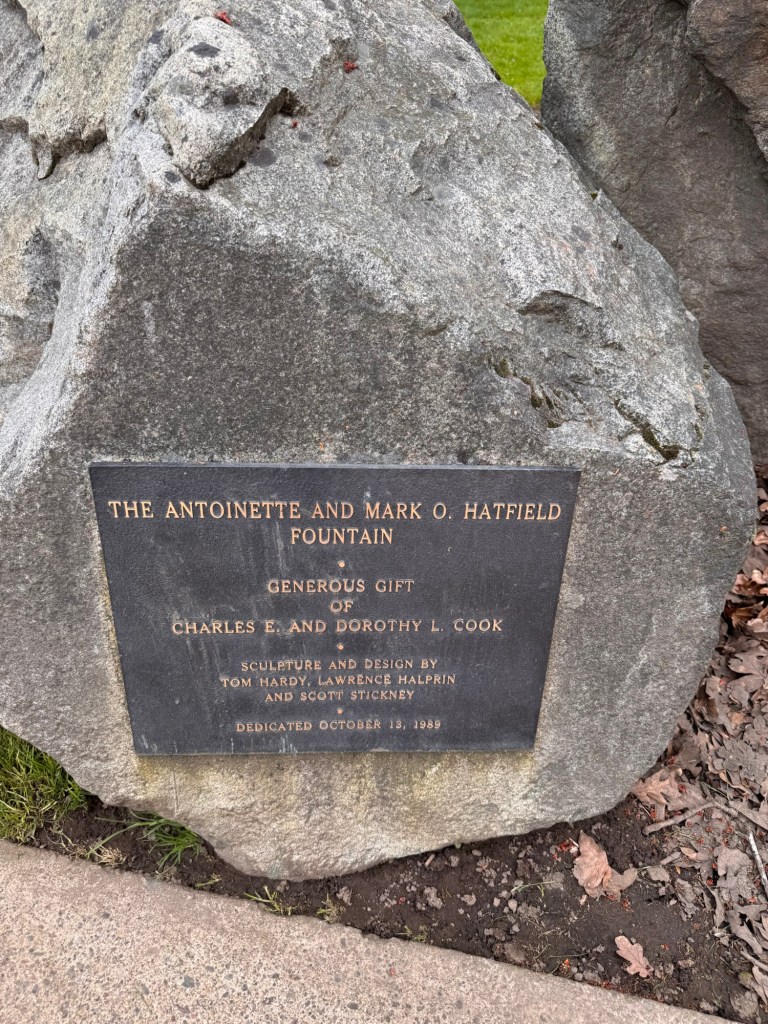 THE ANTOINETTE AND MARK O. HATFIELD
FOUNTAIN
GENEROUS GIFT
OF
CHARLES E. AND DOROTHY L. COOK
SCULPTURE AND DESIGN BY
TOM HARDY, LAWRENCE HALPRIN
AND SCOTT STICKNEY
DEDICATED OCTOBER 13, 1989